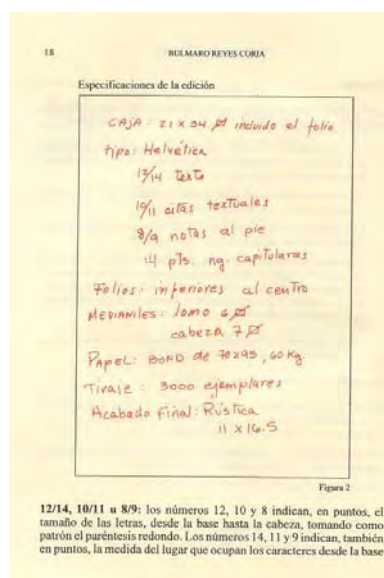 18
BULMARO REYES CORIA
Especificaciones de la edición
CAJA: 21 x 34 ⌀ incluido el folio
tipo: Helvética
12/14 texto
10/11 citas textuales
8/9 notas al pie
14 pts. ng. capitulares
Folios: inferiores al centro
MEDIANILES: lomo 6 ⌀
cabeza 7 ⌀
PAPEL: BOND de 70x95, 60 Kg.
Tiraje: 3000 ejemplares
Acabado Final: Rústica
11 x 16.5
Figura 2
12/14, 10/11 u 8/9: los números 12, 10 y 8 indican, en puntos, el
tamaño de las letras, desde la base hasta la cabeza, tomando como
patrón el paréntesis redondo. Los números 14, 11 y 9 indican, también
en puntos, la medida del lugar que ocupan los caracteres desde la base